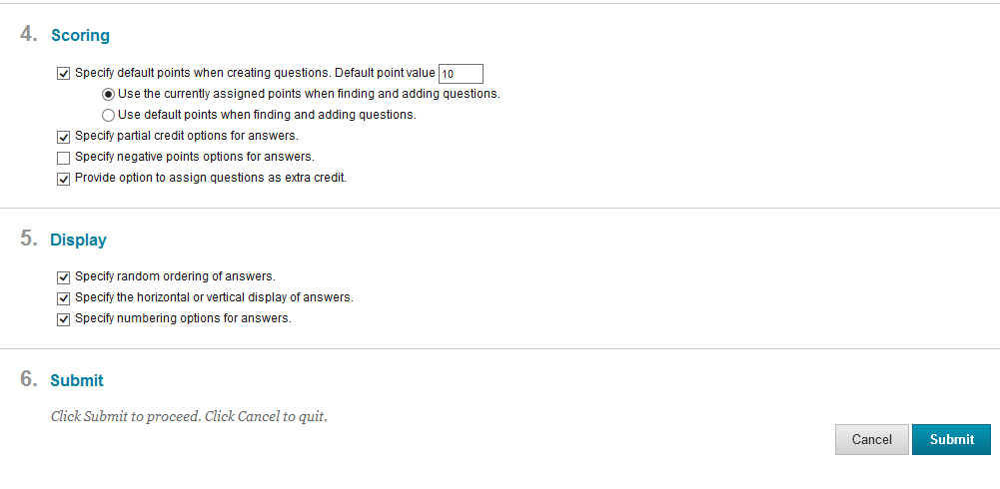 4. Scoring
Specify default points when creating questions. Default point value 10
Use the currently assigned points when finding and adding questions.
Use default points when finding and adding questions.
Specify partial credit options for answers.
Specify negative points options for answers.
Provide option to assign questions as extra credit.
5. Display
Specify random ordering of answers.
Specify the horizontal or vertical display of answers.
Specify numbering options for answers.
6. Submit
Click Submit to proceed. Click Cancel to quit.
Cancel Submit